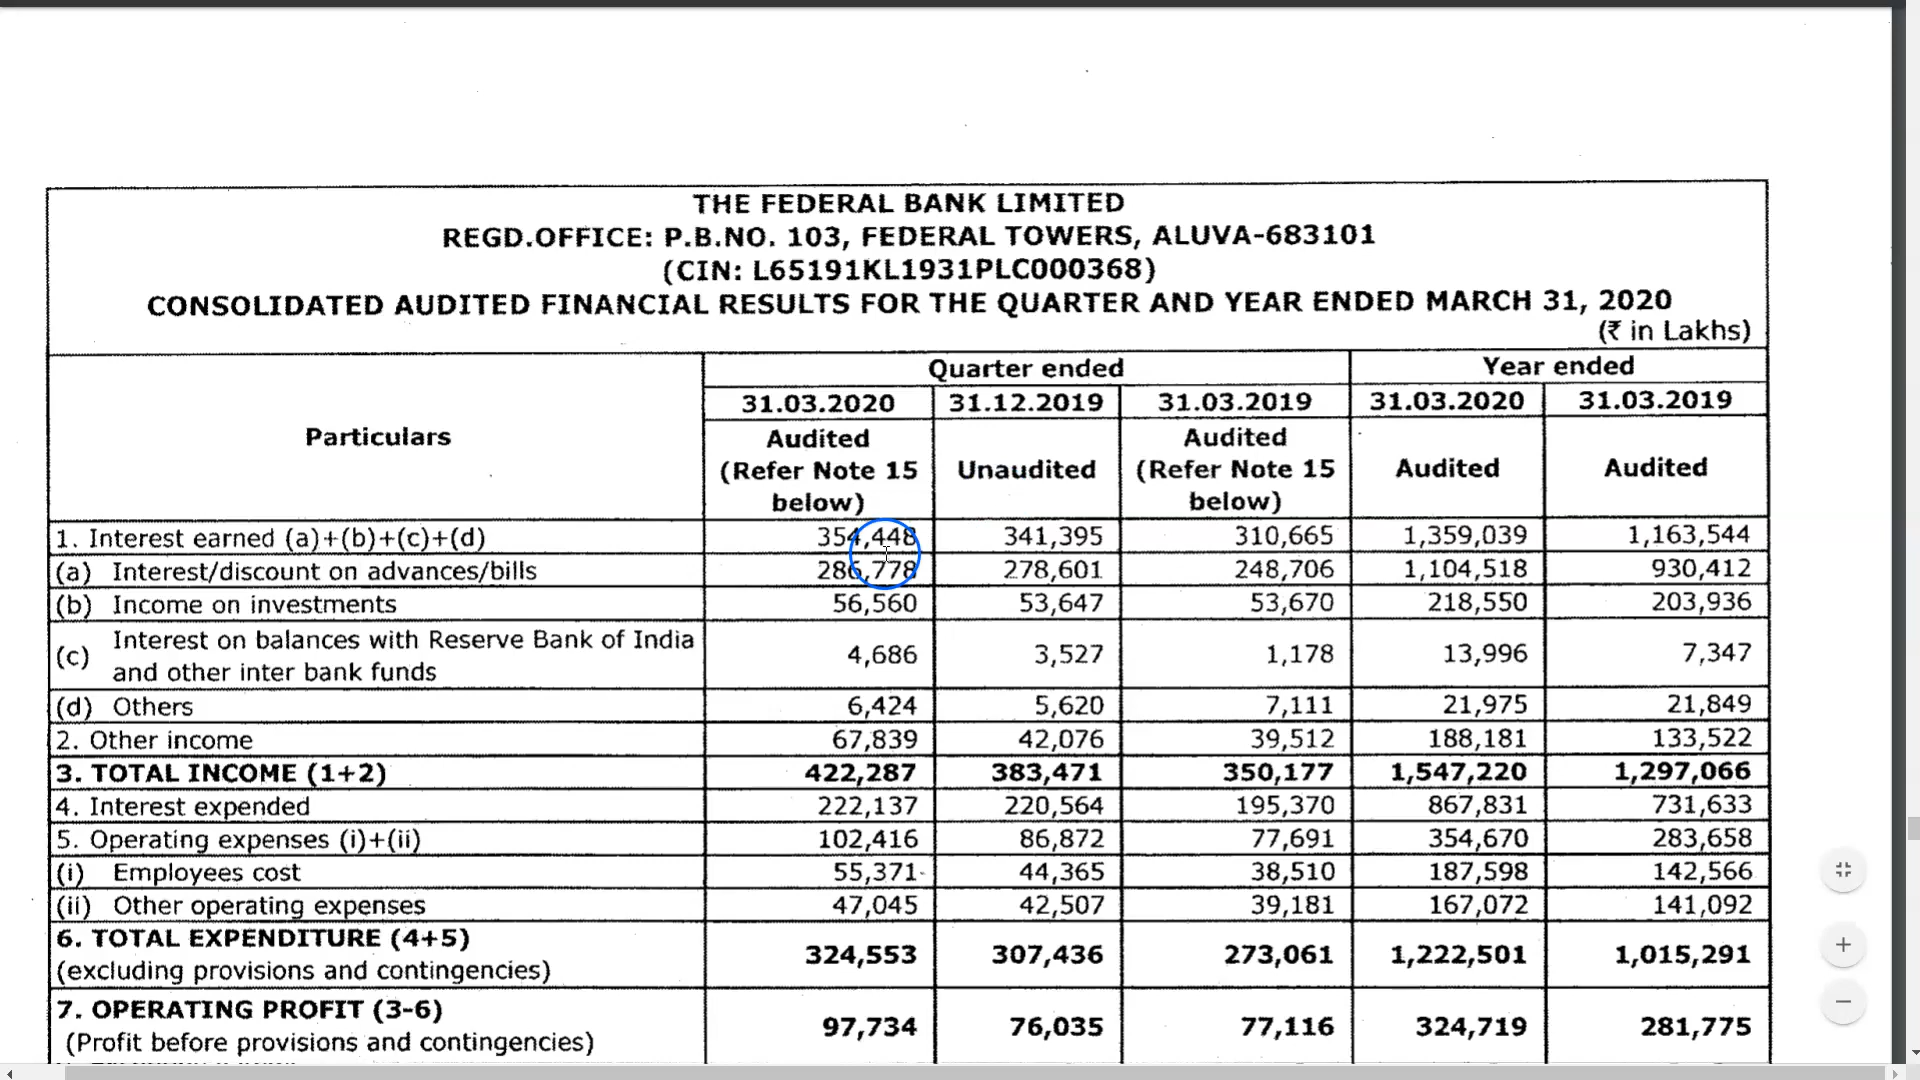 THE FEDERAL BANK LIMITED
REGD.OFFICE: P.B.NO. 103, FEDERAL TOWERS, ALUVA-683101
(CIN: L65191KL1931PLC000368)
CONSOLIDATED AUDITED FINANCIAL RESULTS FOR THE QUARTER AND YEAR ENDED MARCH 31, 2020
(₹ in Lakhs)
Particulars Quarter ended Year ended
31.03.2020 31.12.2019 31.03.2019 31.03.2020 31.03.2019
Audited (Refer Note 15 below) Unaudited Audited (Refer Note 15 below) Audited Audited
1. Interest earned (a)+(b)+(c)+(d) 354,448 341,395 310,665 1,359,039 1,163,544
(a) Interest/discount on advances/bills 286,778 278,601 248,706 1,104,518 930,412
(b) Income on investments 56,560 53,647 53,670 218,550 203,936
(c) Interest on balances with Reserve Bank of India and other inter bank funds 4,686 3,527 1,178 13,996 7,347
(d) Others 6,424 5,620 7,111 21,975 21,849
2. Other income 67,839 42,076 39,512 188,181 133,522
3. TOTAL INCOME (1+2) 422,287 383,471 350,177 1,547,220 1,297,066
4. Interest expended 222,137 220,564 195,370 867,831 731,633
5. Operating expenses (i)+(ii) 102,416 86,872 77,691 354,670 283,658
(i) Employees cost 55,371 44,365 38,510 187,598 142,566
(ii) Other operating expenses 47,045 42,507 39,181 167,072 141,092
6. TOTAL EXPENDITURE (4+5) (excluding provisions and contingencies) 324,553 307,436 273,061 1,222,501 1,015,291
7. OPERATING PROFIT (3-6) (Profit before provisions and contingencies) 97,734 76,035 77,116 324,719 281,775